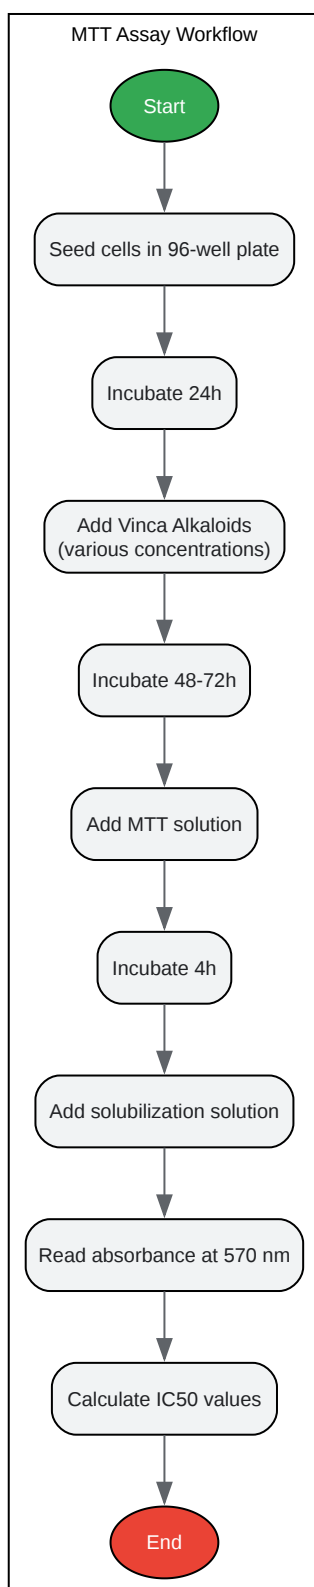 MTT Assay Workflow
Start
Seed cells in 96-well plate
Incubate 24h
Add Vinca Alkaloids
(various concentrations)
Incubate 48-72h
Add MTT solution
Incubate 4h
Add solubilization solution
Read absorbance at 570 nm
Calculate IC50 values
End